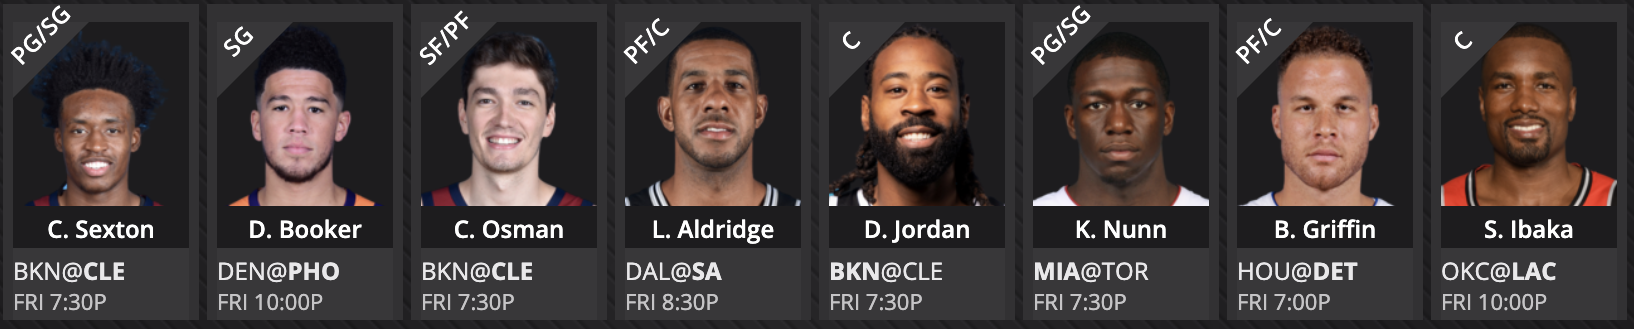 PG/SG
C. Sexton
BKN@CLE
FRI 7:30P
SG
D. Booker
DEN@PHO
FRI 10:00P
SF/PF
C. Osman
BKN@CLE
FRI 7:30P
PF/C
L. Aldridge
DAL@SA
FRI 8:30P
C
D. Jordan
BKN@CLE
FRI 7:30P
PG/SG
K. Nunn
MIA@TOR
FRI 7:30P
PF/C
B. Griffin
HOU@DET
FRI 7:00P
C
S. Ibaka
OKC@LAC
FRI 10:00P